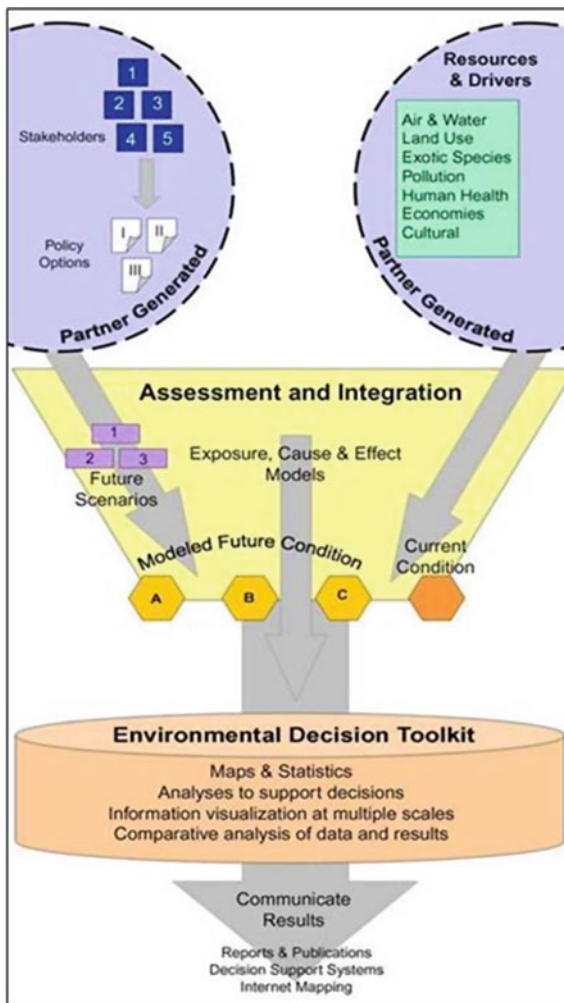 1
2 3
Stakeholders
4 5
Policy
Options
I II
III
Partner Generated
Resources
& Drivers
Air & Water
Land Use
Exotic Species
Pollution
Human Health
Economies
Cultural
Partner Generated
Assessment and Integration
1
2 3
Future
Scenarios
Exposure, Cause & Effect
Models
Modeled Future Condition
Current
Condition
A B C
Environmental Decision Toolkit
Maps & Statistics
Analyses to support decisions
Information visualization at multiple scales
Comparative analysis of data and results
Communicate
Results
Reports & Publications
Decision Support Systems
Internet Mapping